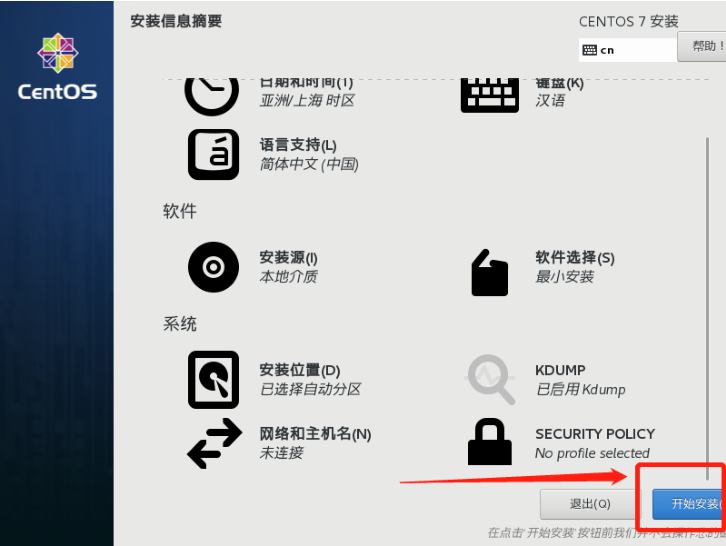 安装信息摘要
CENTOS 7 安装
cn
帮助!
CentOS
日期和时间(T)
亚洲/上海 时区
键盘(K)
汉语
á
语言支持(L)
简体中文 (中国)
软件
安装源(I)
本地介质
软件选择(S)
最小安装
系统
安装位置(D)
已选择自动分区
KDUMP
已启用 Kdump
网络和主机名(N)
未连接
SECURITY POLICY
No profile selected
退出(Q)
开始安装(
在点击 开始安装 按钮前我们并不会操作您的